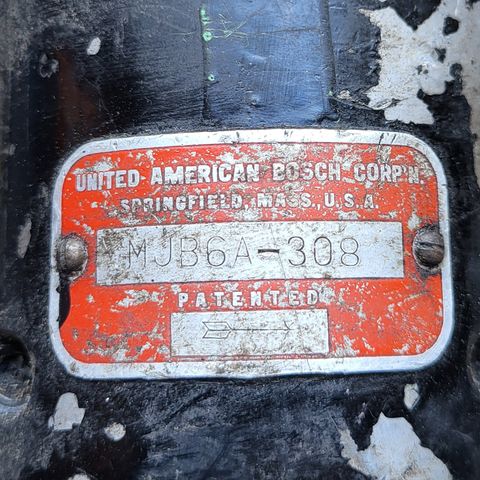 UNITED AMERICAN BOSCH CORP'N.
SPRINGFIELD, MASS., U.S.A.
MJB6A-308
PATENTED